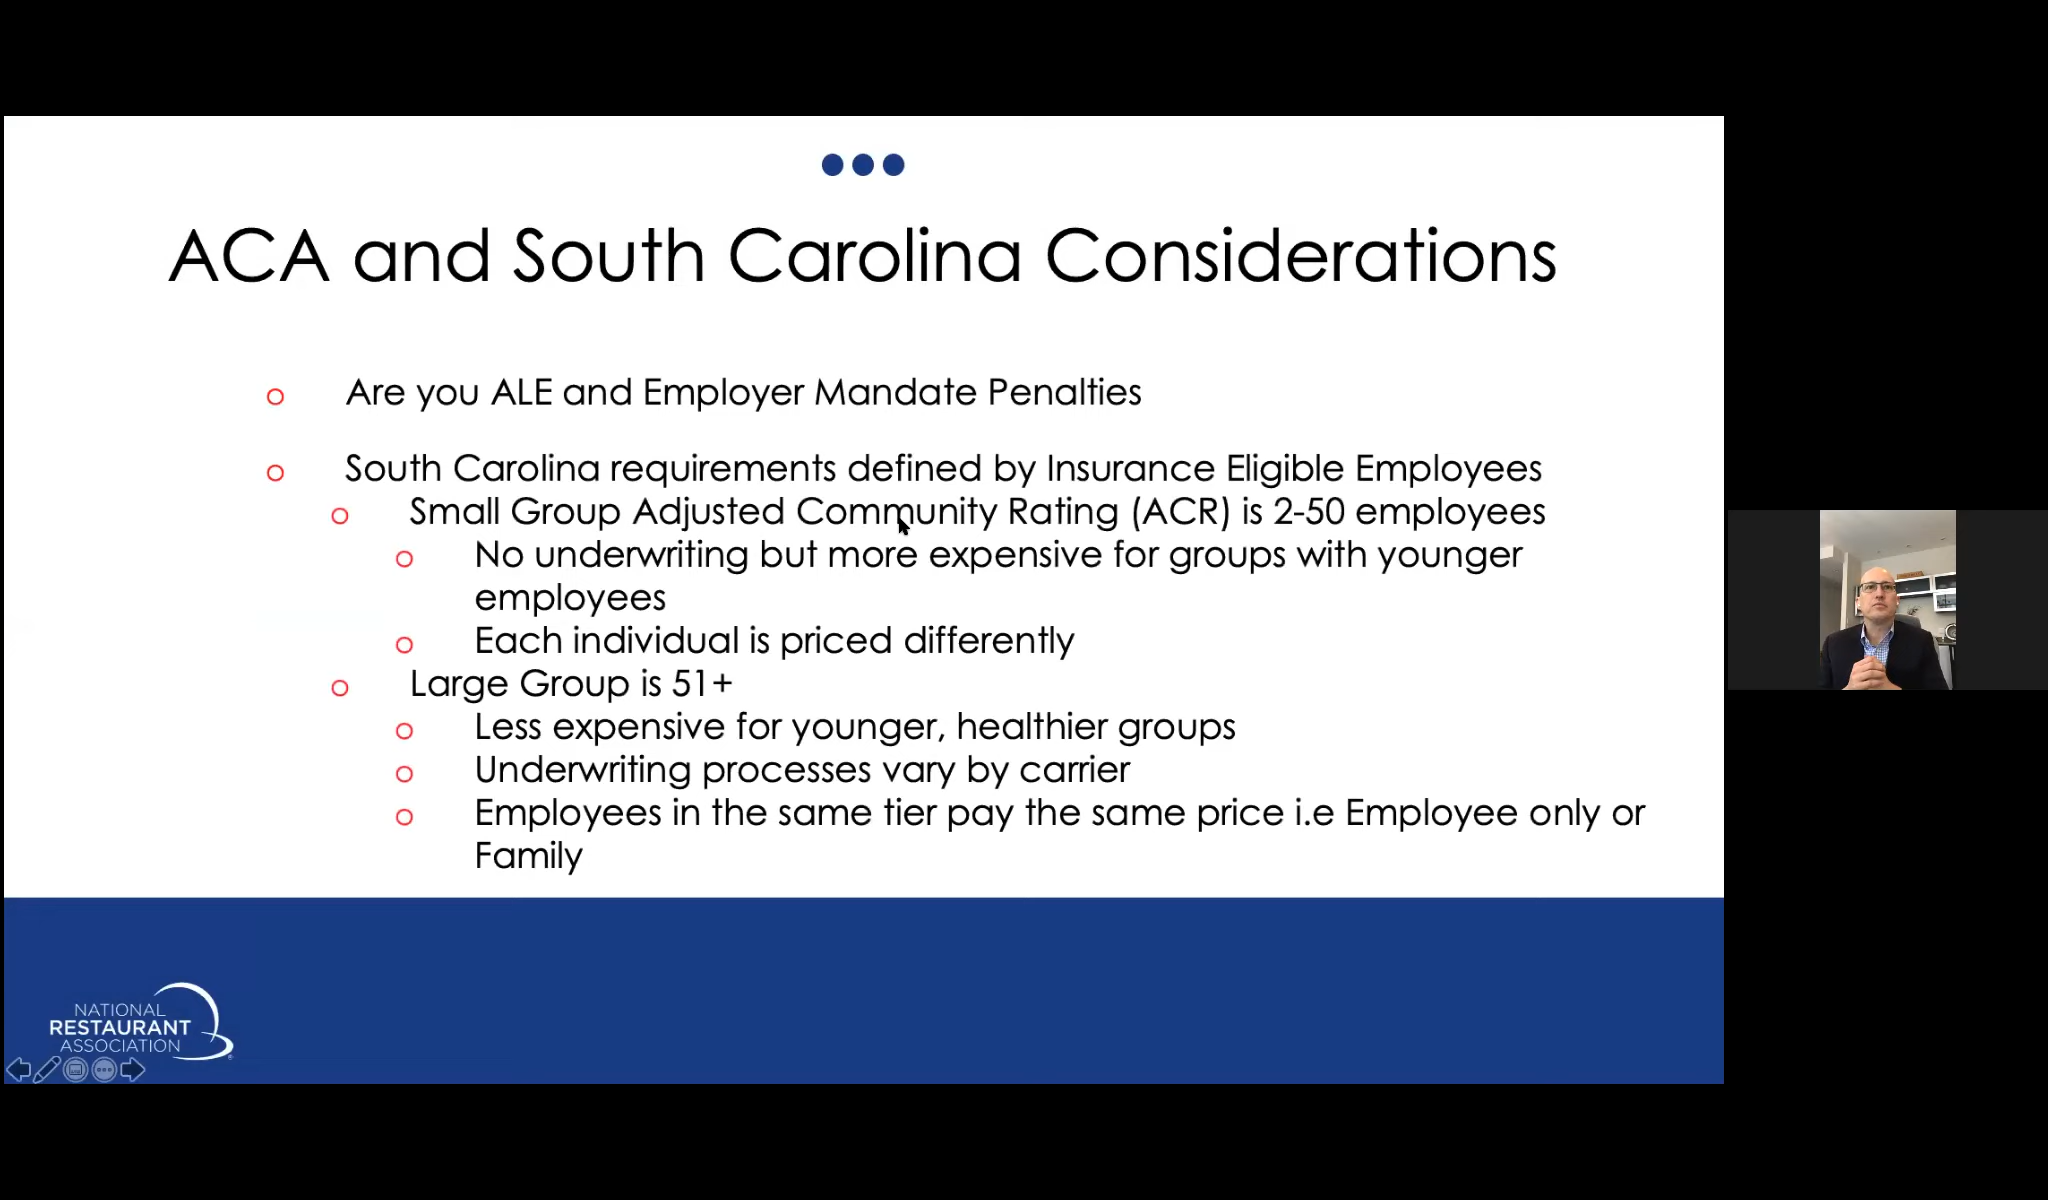 ACA and South Carolina Considerations
Are you ALE and Employer Mandate Penalties
South Carolina requirements defined by Insurance Eligible Employees
Small Group Adjusted Community Rating (ACR) is 2-50 employees
No underwriting but more expensive for groups with younger
employees
Each individual is priced differently
Large Group is 51+
Less expensive for younger, healthier groups
Underwriting processes vary by carrier
Employees in the same tier pay the same price i.e Employee only or
Family
NATIONAL
RESTAURANT
ASSOCIATION